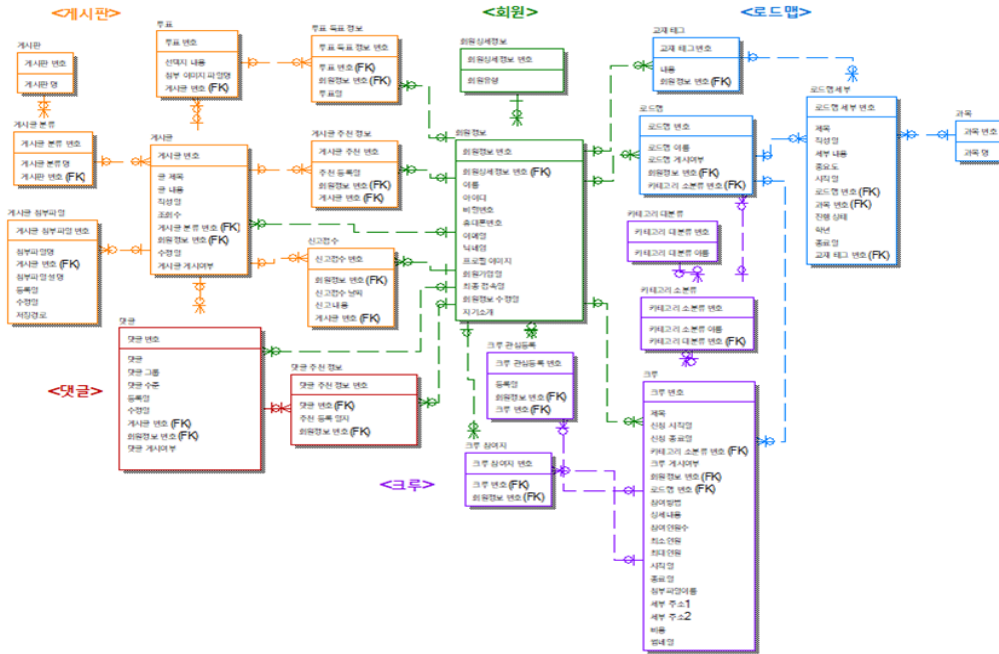 <게시판>
<회원>
<로드맵>
게시판
게시판 번호
게시판 명
투표
투표 번호
선택지 내용
첨부 이미지 파일명
게시글 번호 (FK)
투표 득표 정보
투표 득표 정보 번호
투표 번호 (FK)
회원정보 번호 (FK)
투표일
회원상세정보
회원상세정보 번호
회원유형
교재 태그
교재 태그 번호
내용
회원정보 번호 (FK)
게시글 분류
게시글 분류 번호
게시글 분류 명
게시판 번호 (FK)
게시글
게시글 번호
글 제목
글 내용
작성일
조회수
게시글 분류 번호 (FK)
회원정보 번호 (FK)
수정일
게시글 게시여부
게시글 추천 정보
게시글 추천 번호
추천 등록일
회원정보 번호 (FK)
게시글 번호 (FK)
회원정보
회원정보 번호
회원상세정보 번호 (FK)
이름
아이디
비밀번호
휴대폰번호
이메일
닉네임
프로필 이미지
회원가입일
최종 접속일
회원정보 수정일
자기소개
로드맵
로드맵 번호
로드맵 이름
로드맵 게시여부
회원정보 번호 (FK)
카테고리 소분류 번호 (FK)
로드맵세부
로드맵 세부 번호
제목
작성일
세부 내용
중요도
시작일
로드맵 번호 (FK)
과목 번호 (FK)
진행 상태
학년
종료일
교재 태그 번호 (FK)
과목
과목 번호
과목 명
게시글 첨부파일
게시글 첨부파일 번호
첨부파일명
게시글 번호 (FK)
첨부파일 설명
등록일
수정일
저장경로
신고접수
신고접수 번호
회원정보 번호 (FK)
신고접수 날짜
신고내용
게시글 번호 (FK)
카테고리 대분류
카테고리 대분류 번호
카테고리 대분류 이름
카테고리 소분류
카테고리 소분류 번호
카테고리 소분류 이름
카테고리 대분류 번호 (FK)
<댓글>
댓글
댓글 번호
댓글
댓글 그룹
댓글 수준
등록일
수정일
게시글 번호 (FK)
회원정보 번호 (FK)
댓글 게시여부
댓글 추천 정보
댓글 추천 정보 번호
댓글 번호 (FK)
추천 등록 일자
회원정보 번호 (FK)
크루 관심등록
크루 관심등록 번호
등록일
회원정보 번호 (FK)
크루 번호 (FK)
<크루>
크루 참여자
크루 참여자 번호
크루 번호 (FK)
회원정보 번호 (FK)
크루
크루 번호
제목
신청 시작일
신청 종료일
카테고리 소분류 번호 (FK)
크루 게시여부
회원정보 번호 (FK)
로드맵 번호 (FK)
참여방법
상세내용
참여인원수
최소인원
최대인원
시작일
종료일
첨부파일이름
세부 주소1
세부 주소2
비용
썸네일